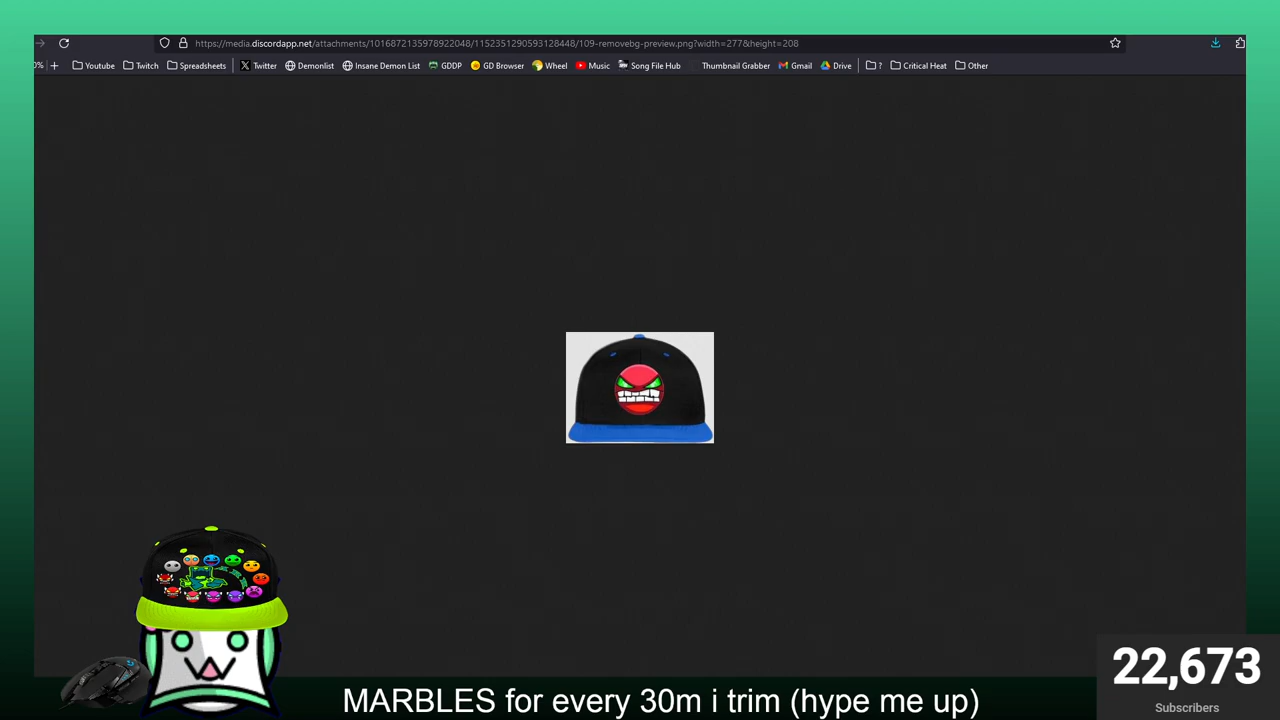 https://media.discordapp.net/attachments/1016872135978922048/1152351290593128448/109-removebg-preview.png?width=277&height=208
0% Youtube Twitch Spreadsheets Twitter Demonlist Insane Demon List GDDP GD Browser Wheel Music Song File Hub Thumbnail Grabber Gmail Drive ? Critical Heat Other
22,673
Subscribers
MARBLES for every 30m i trim (hype me up)